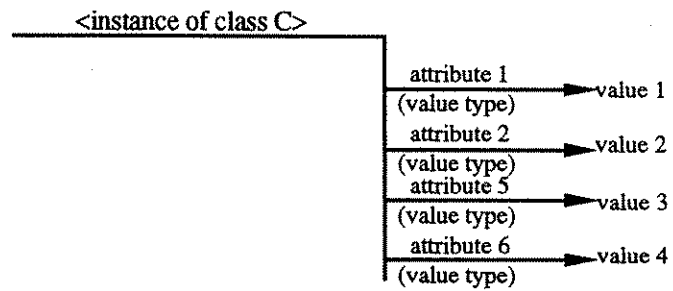 <instance of class C>
attribute 1
(value type)
value 1
attribute 2
(value type)
value 2
attribute 5
(value type)
value 3
attribute 6
(value type)
value 4